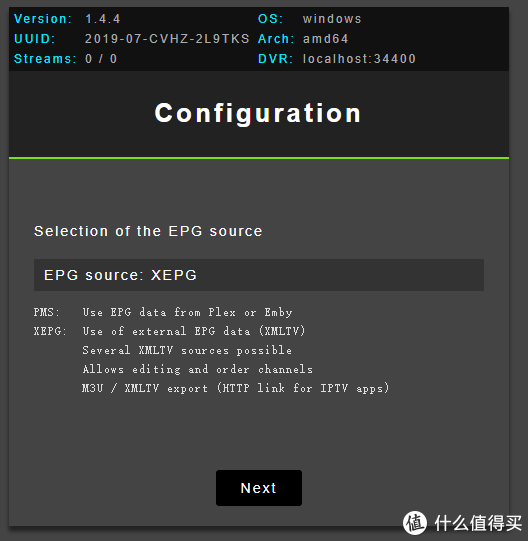 Version: 1.4.4 OS: windows
UUID: 2019-07-CVHZ-2L9TKS Arch: amd64
Streams: 0 / 0 DVR: localhost:34400
Configuration
Selection of the EPG source
EPG source: XEPG
PMS: Use EPG data from Plex or Emby
XEPG: Use of external EPG data (XMLTV)
Several XMLTV sources possible
Allows editing and order channels
M3U / XMLTV export (HTTP link for IPTV apps)
Next
值 什么值得买